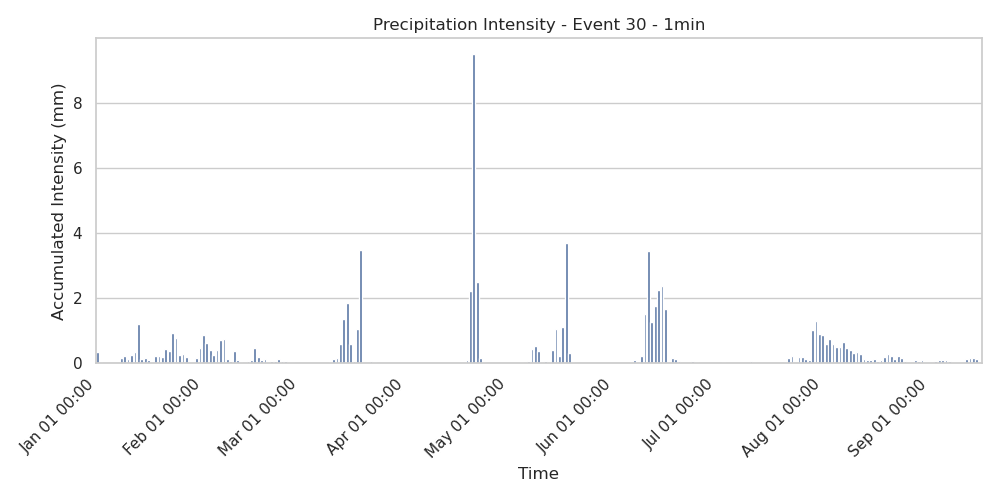 Precipitation Intensity - Event 30 - 1min
Accumulated Intensity (mm)
8
6
4
2
0
Jan 01 00:00
Feb 01 00:00
Mar 01 00:00
Apr 01 00:00
May 01 00:00
Jun 01 00:00
Jul 01 00:00
Aug 01 00:00
Sep 01 00:00
Time